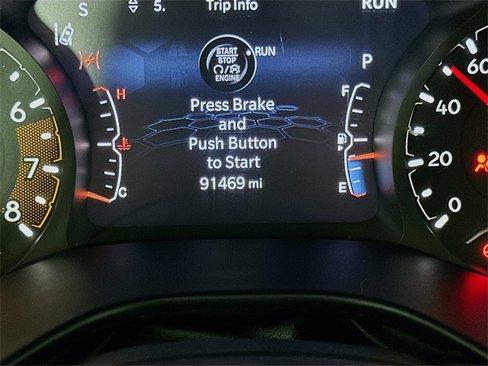 S 5. Trip Info RUN
START
STOP
ENGINE
RUN
P
H
C
F
E
Press Brake
and
Push Button
to Start
91469 mi
6
7
8
60
40
20
0